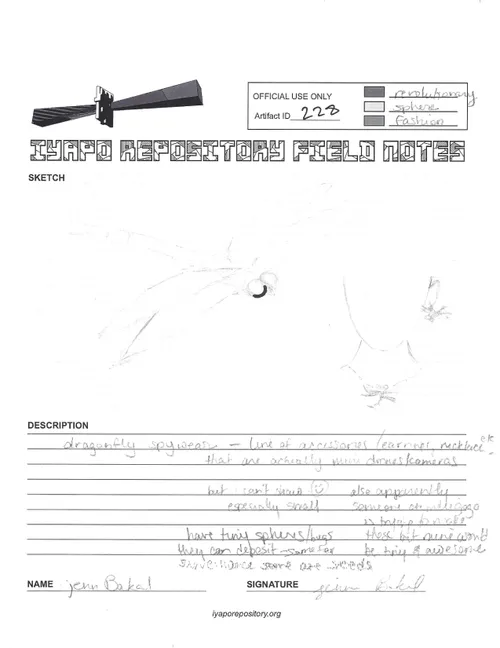 OFFICIAL USE ONLY
Artifact ID 228
revolutionary
sphere
fashion
IYAPO REPOSITORY FIELD NOTES
SKETCH
DESCRIPTION
dragonfly spywear – line of accessories (earrings, necklace etc
that are actually mini drones/cameras
but i can't draw ☺ also apparently
especially small someone on indiegogo
is trying to make
have tiny spheres/bugs these but mine would
they can deposit – some for be tiny & awesome
surveillance some are seeds
NAME jenn Bakal
SIGNATURE
iyaporepository.org